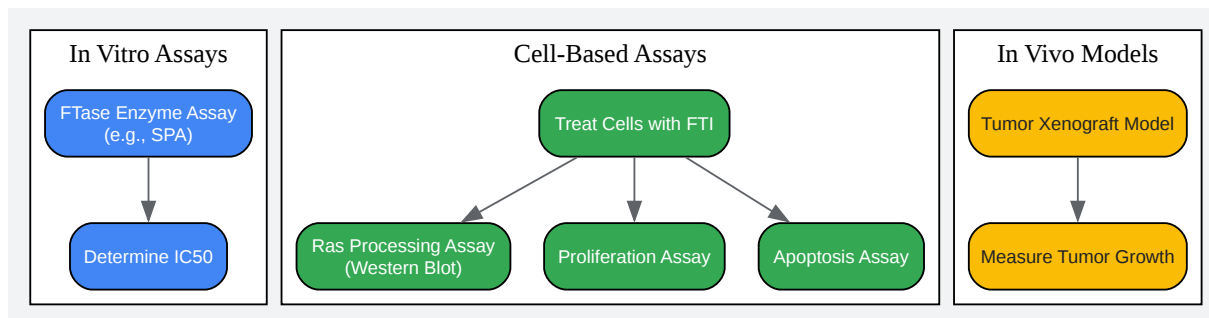 In Vitro Assays
FTase Enzyme Assay
(e.g., SPA)
Determine IC50
Cell-Based Assays
Treat Cells with FTI
Ras Processing Assay
(Western Blot)
Proliferation Assay
Apoptosis Assay
In Vivo Models
Tumor Xenograft Model
Measure Tumor Growth